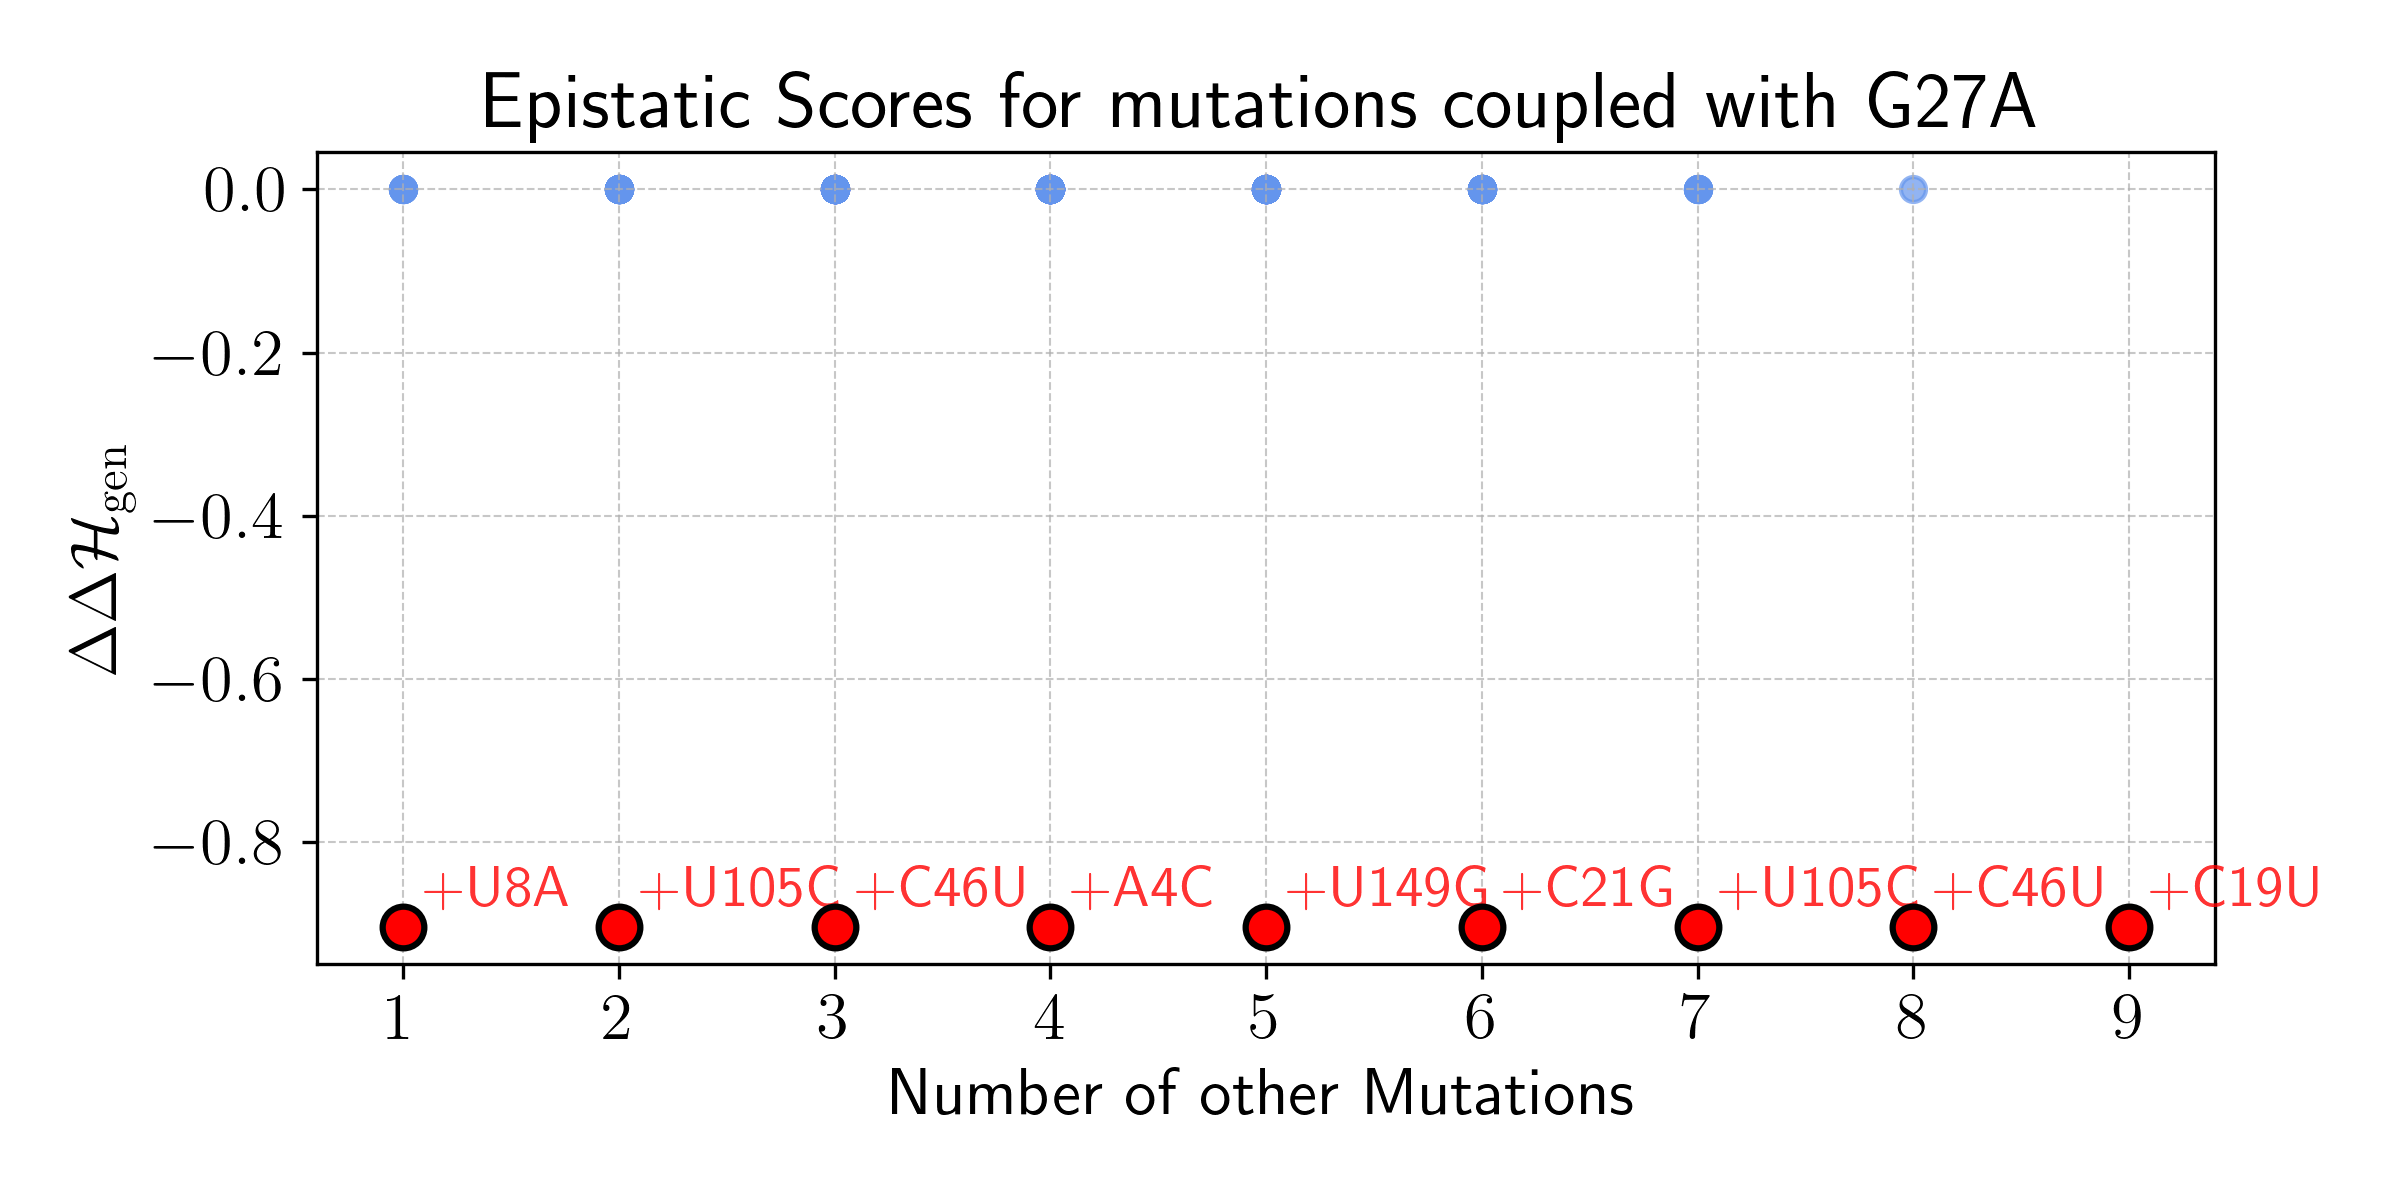 Epistatic Scores for mutations coupled with G27A
0.0
−0.2
−0.4
−0.6
−0.8
ΔΔℋgen
+U8A +U105C +C46U +A4C +U149G +C21G +U105C +C46U +C19U
1 2 3 4 5 6 7 8 9
Number of other Mutations